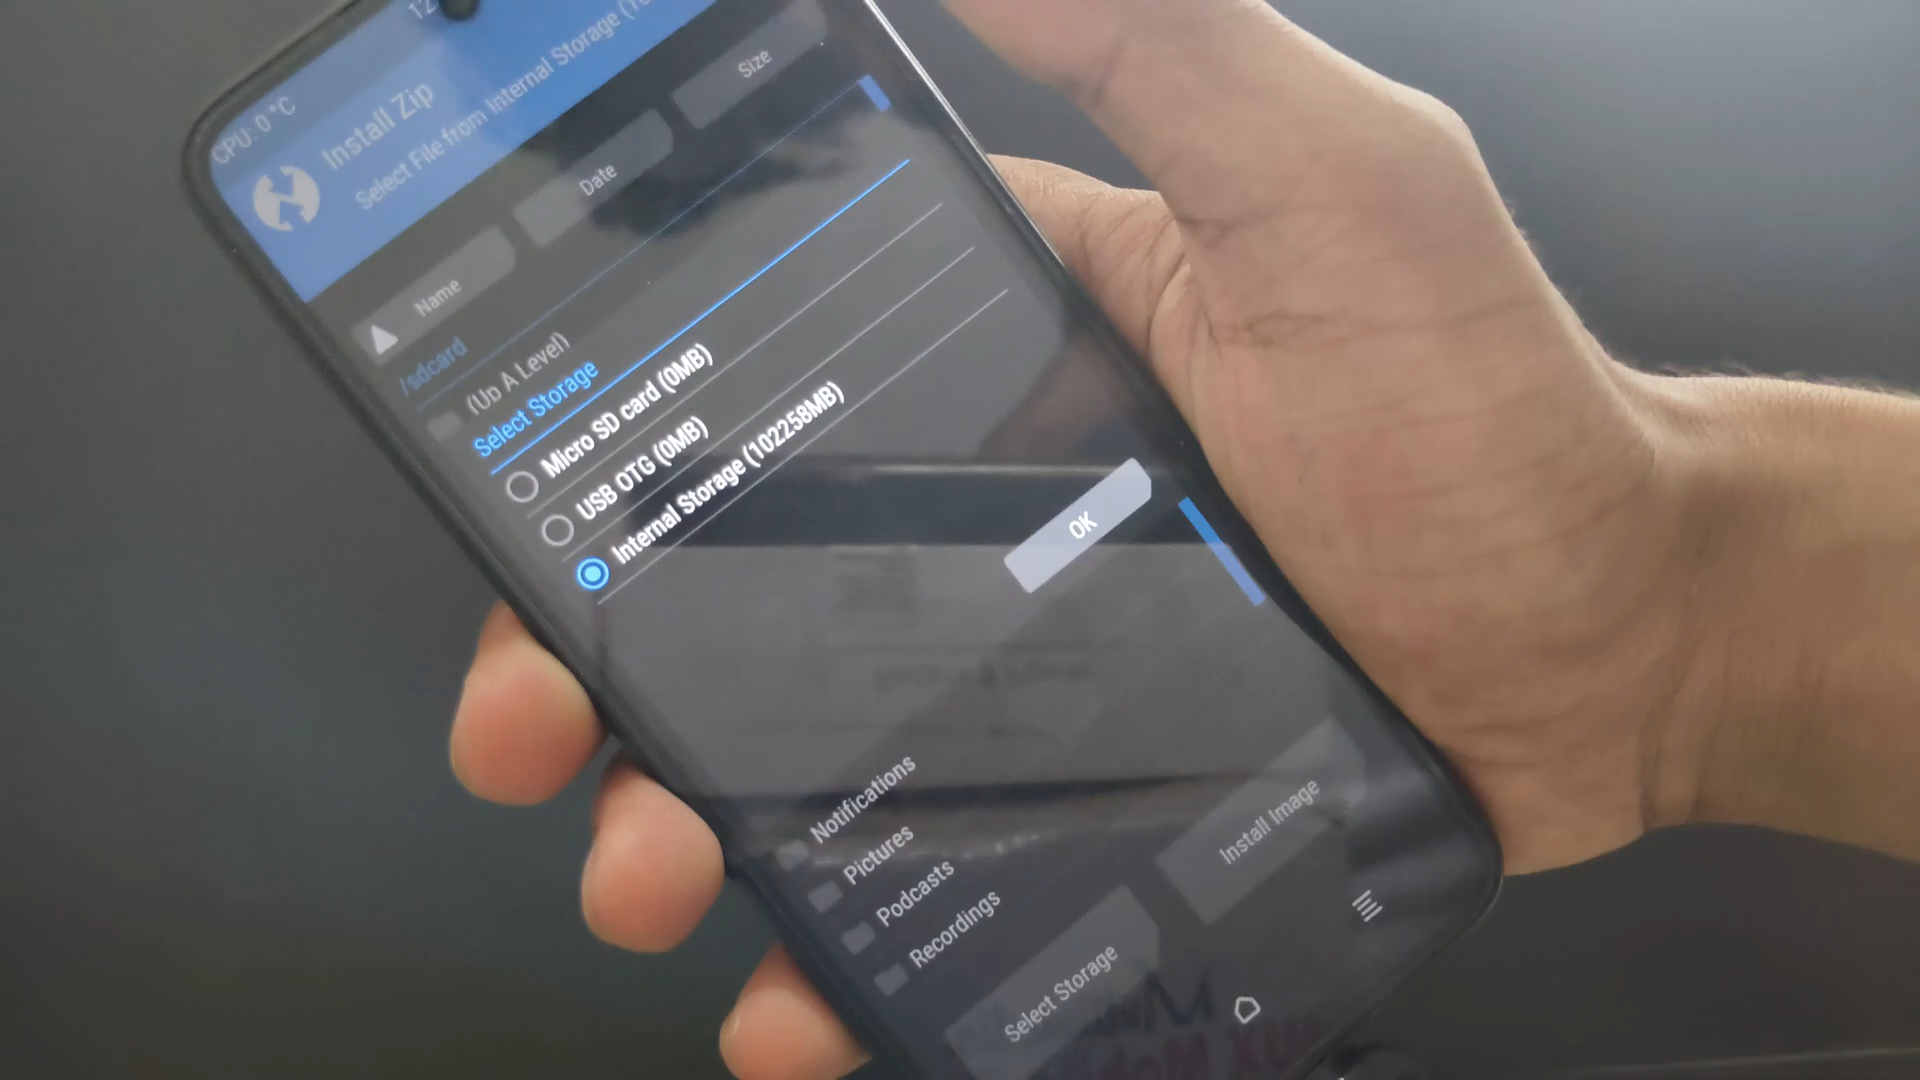 CPU: 0 °C
Install Zip
Select File from Internal Storage
Name
Date
Size
/sdcard
(Up A Level)
Select Storage
Micro SD card (0MB)
USB OTG (0MB)
Internal Storage (102258MB)
OK
Notifications
Pictures
Podcasts
Recordings
Select Storage
Install Image